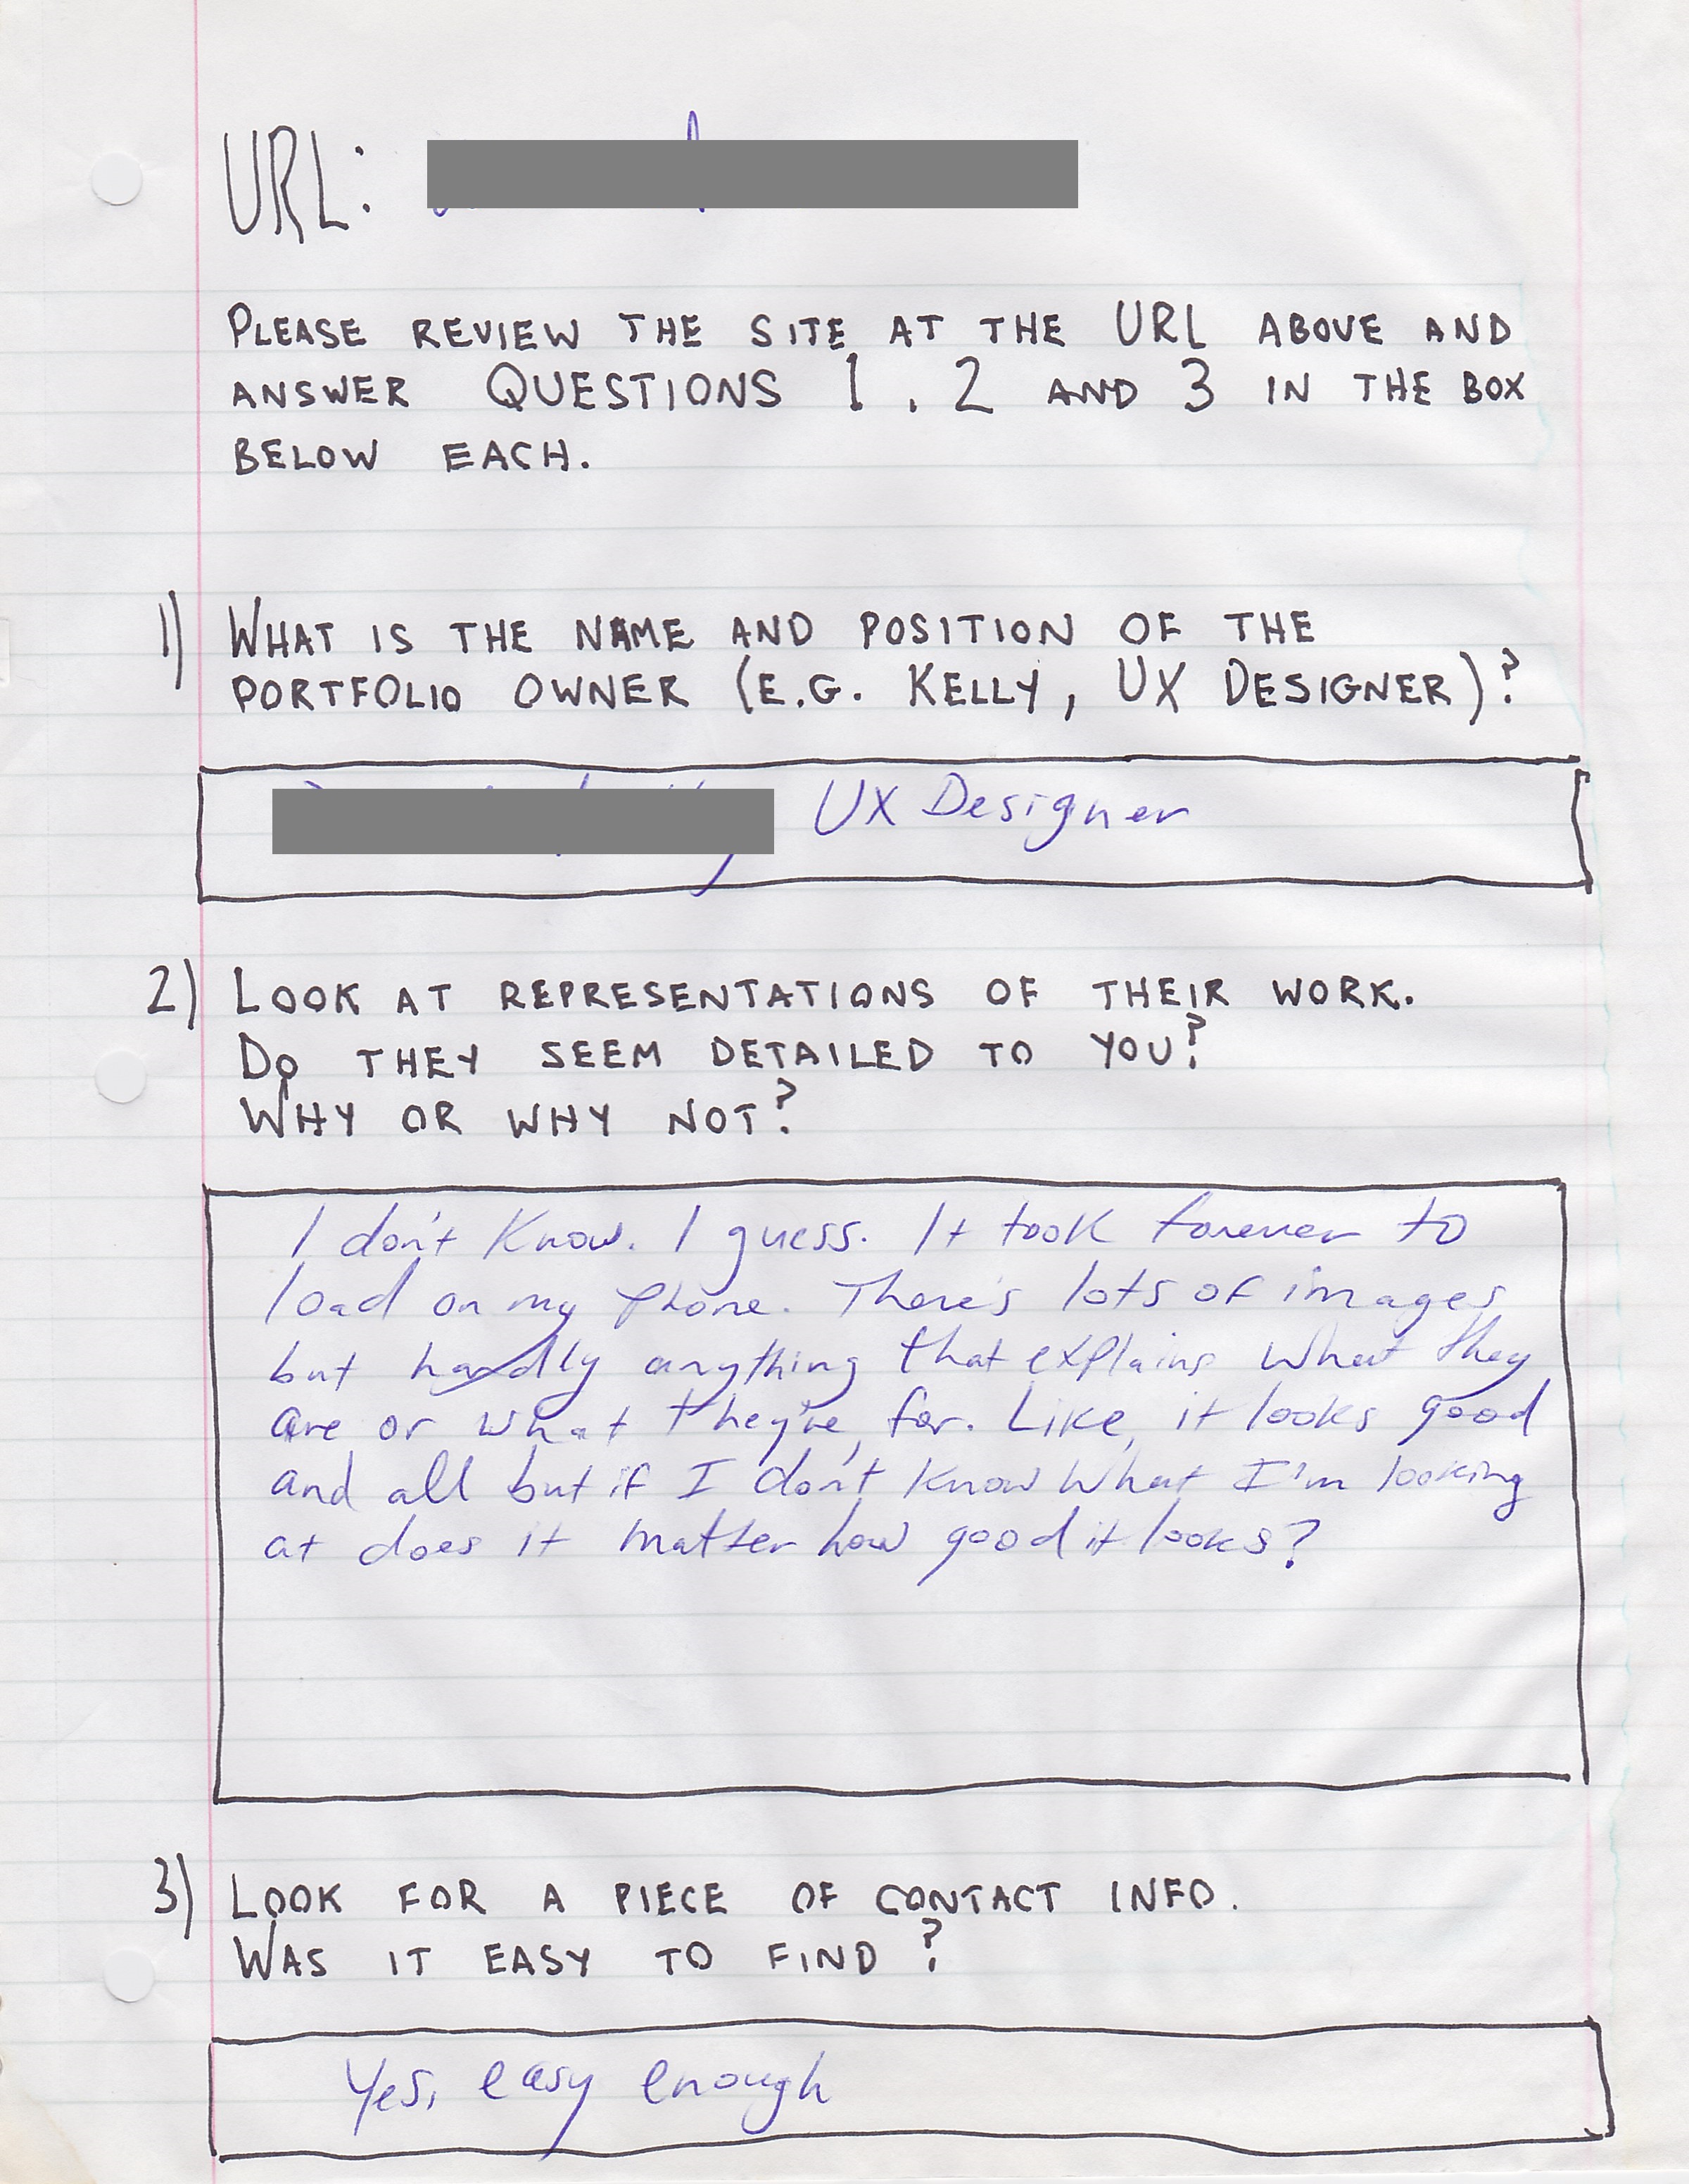 URL:
PLEASE REVIEW THE SITE AT THE URL ABOVE AND
ANSWER QUESTIONS 1, 2 AND 3 IN THE BOX
BELOW EACH.
1) WHAT IS THE NAME AND POSITION OF THE
PORTFOLIO OWNER (E.G. KELLY, UX DESIGNER)?
UX Designer
2) LOOK AT REPRESENTATIONS OF THEIR WORK.
DO THEY SEEM DETAILED TO YOU?
WHY OR WHY NOT?
I don't know. I guess. It took forever to
load on my phone. There's lots of images
but hardly anything that explains what they
are or what they're for. Like, it looks good
and all but if I don't know what I'm looking
at does it matter how good it looks?
3) LOOK FOR A PIECE OF CONTACT INFO.
WAS IT EASY TO FIND?
Yes, easy enough